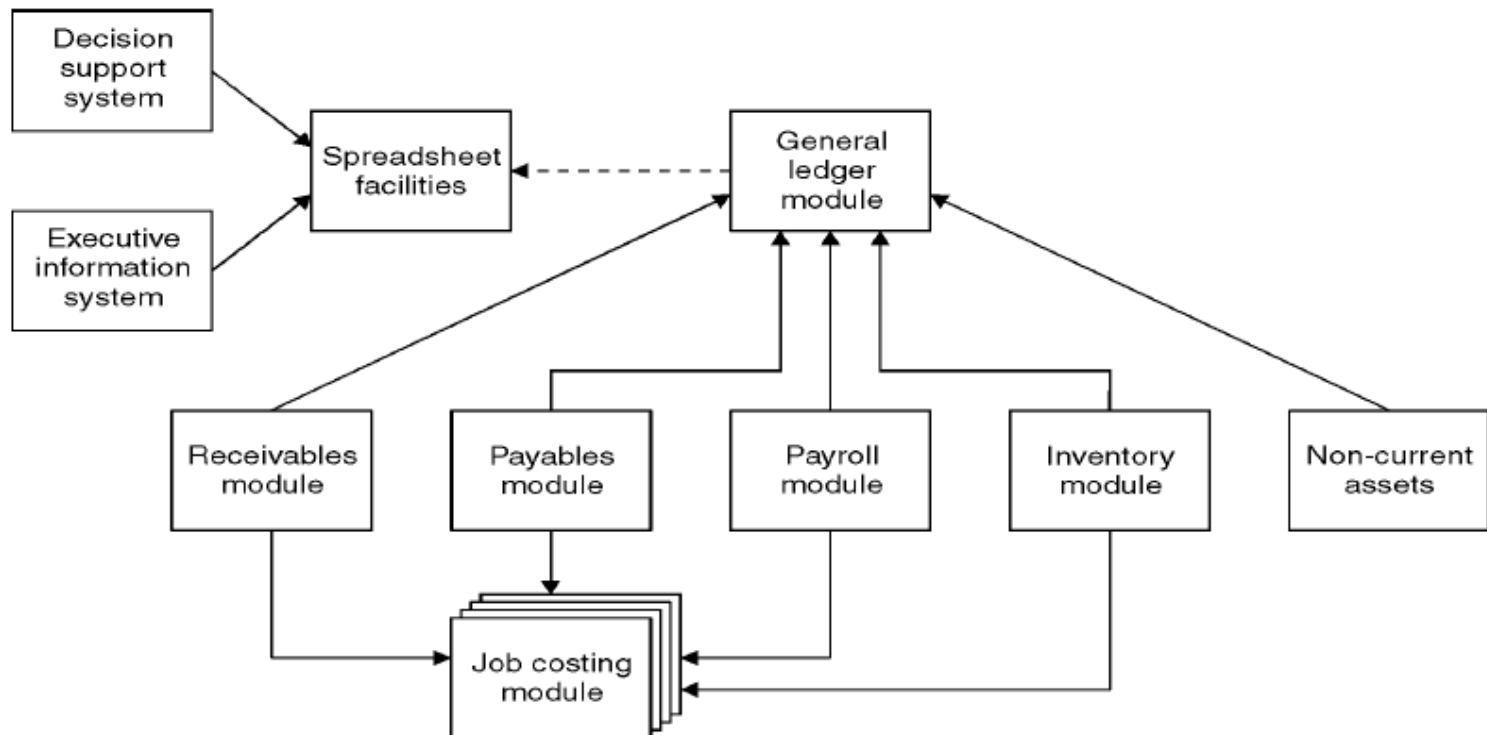 Decision
support
system
Spreadsheet
facilities
General
ledger
module
Executive
information
system
Receivables
module
Payables
module
Payroll
module
Inventory
module
Non-current
assets
Job costing
module